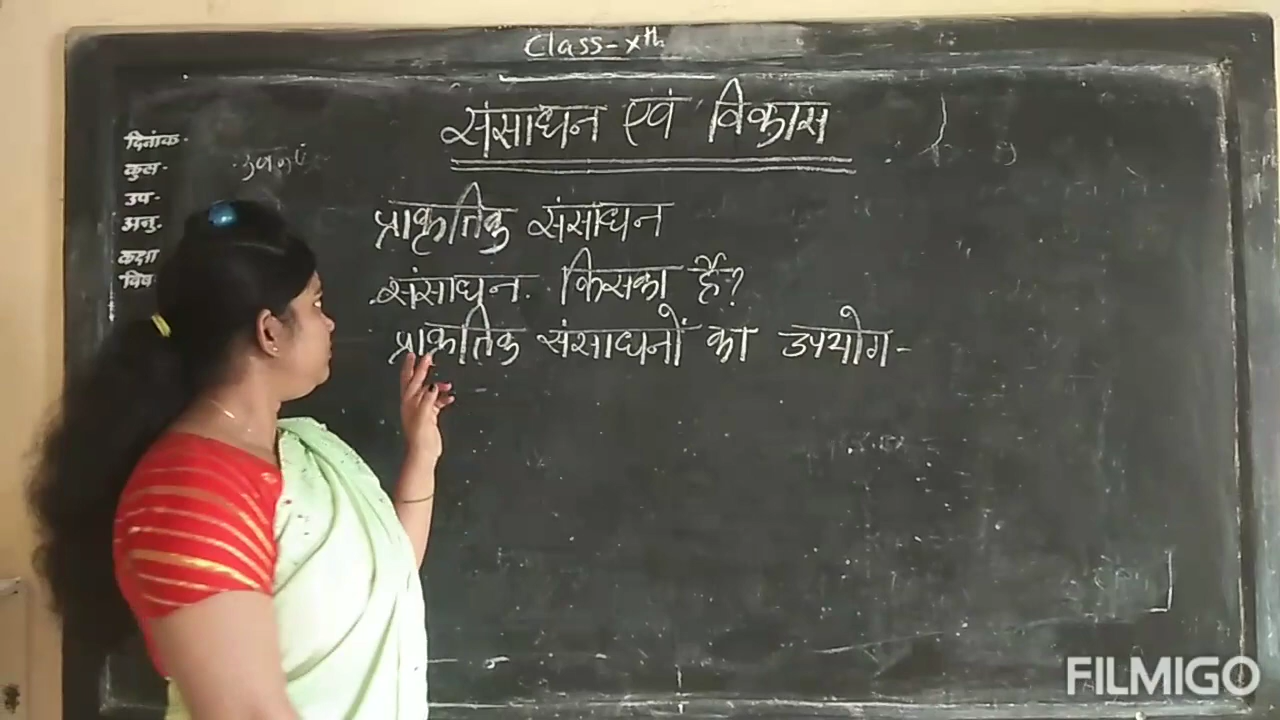 Class-xth
संसाधन एवं विकास
दिनांक-
कुल-
उप-
अनु-
कक्षा
विष
प्राकृतिक संसाधन
संसाधन. किसका है?
प्राकृतिक संसाधनों का उपयोग-
FILMIGO